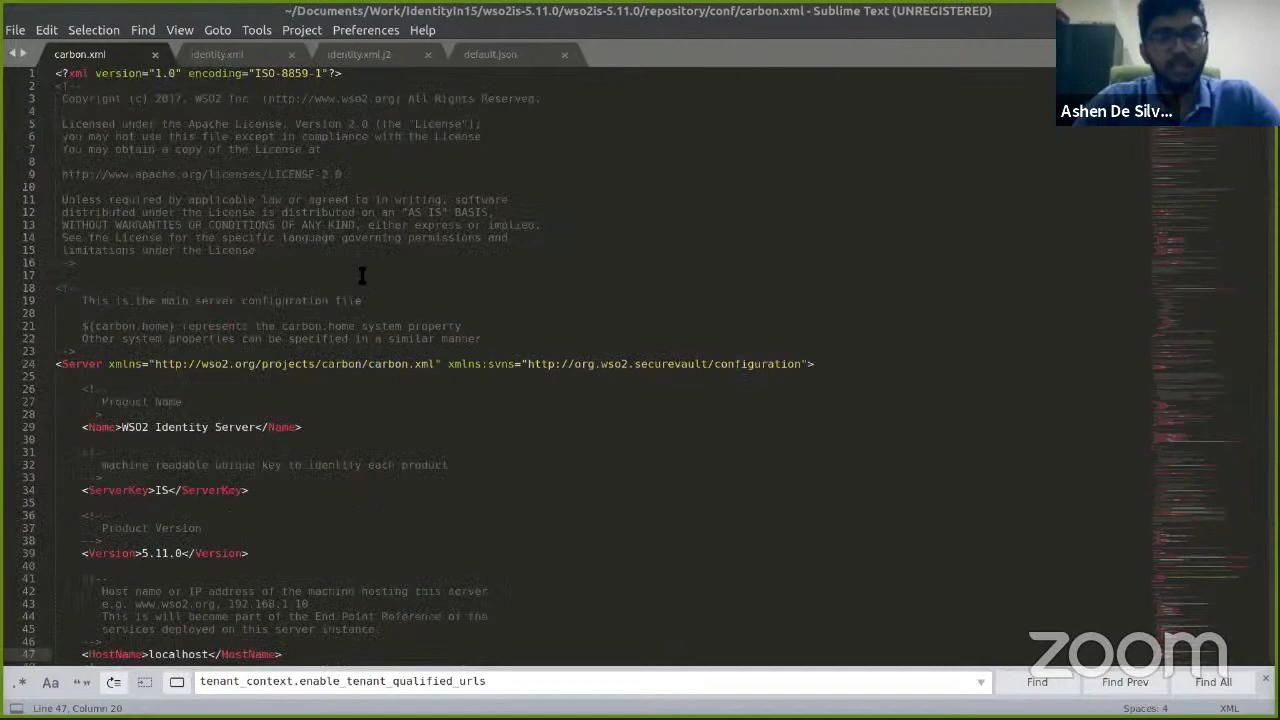 ~/Documents/Work/IdentityIn15/wso2is-5.11.0/wso2is-5.11.0/repository/conf/carbon.xml - Sublime Text (UNREGISTERED)
File Edit Selection Find View Goto Tools Project Preferences Help
carbon.xml identity.xml identity.xml.j2 default.json
Ashen De Silv...
1 <?xml version="1.0" encoding="ISO-8859-1"?>
2 <!--
3 Copyright (c) 2017, WSO2 Inc. (http://www.wso2.org) All Rights Reserved.
4
5 Licensed under the Apache License, Version 2.0 (the "License");
6 you may not use this file except in compliance with the License
7 You may obtain a copy of the License at
8
9 http://www.apache.org/licenses/LICENSE-2.0
10
11 Unless required by applicable law or agreed to in writing, software
12 distributed under the License is distributed on an "AS IS" BASIS,
13 WITHOUT WARRANTIES OR CONDITIONS OF ANY KIND, either express or implied.
14 See the License for the specific language governing permissions and
15 limitations under the License
16 -->
17
18 <!--
19 This is the main server configuration file
20
21 ${carbon.home} represents the carbon.home system property
22 Other system properties can be specified in a similar manner
23 -->
24 <Server xmlns="http://wso2.org/projects/carbon/carbon.xml" xmlns:svns="http://org.wso2.securevault/configuration">
25
26 <!--
27 Product Name
28 -->
29 <Name>WSO2 Identity Server</Name>
30
31 <!--
32 machine readable unique key to identify each product
33 -->
34 <ServerKey>IS</ServerKey>
35
36 <!--
37 Product Version
38 -->
39 <Version>5.11.0</Version>
40
41 <!--
42 Host name or IP address of the machine hosting this server
43 e.g. www.wso2.org, 192.168.1.10
44 This is will become part of the End Point Reference of the
45 services deployed on this server instance.
46 -->
47 <HostName>localhost</HostName>
zoom
.* Aa “” tenant_context.enable_tenant_qualified_urls Find Find Prev Find All
Line 47, Column 20 Spaces: 4 XML